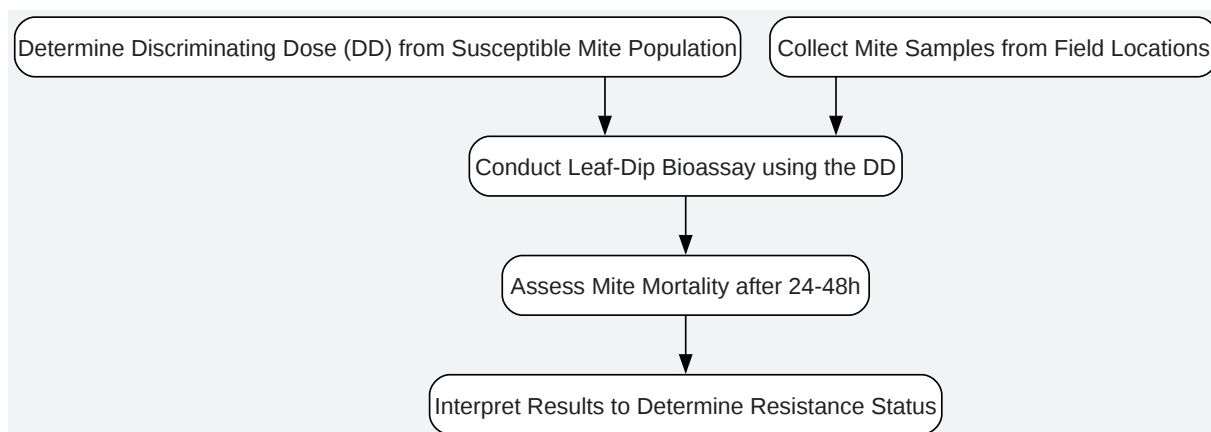 Determine Discriminating Dose (DD) from Susceptible Mite Population
Collect Mite Samples from Field Locations
Conduct Leaf-Dip Bioassay using the DD
Assess Mite Mortality after 24-48h
Interpret Results to Determine Resistance Status